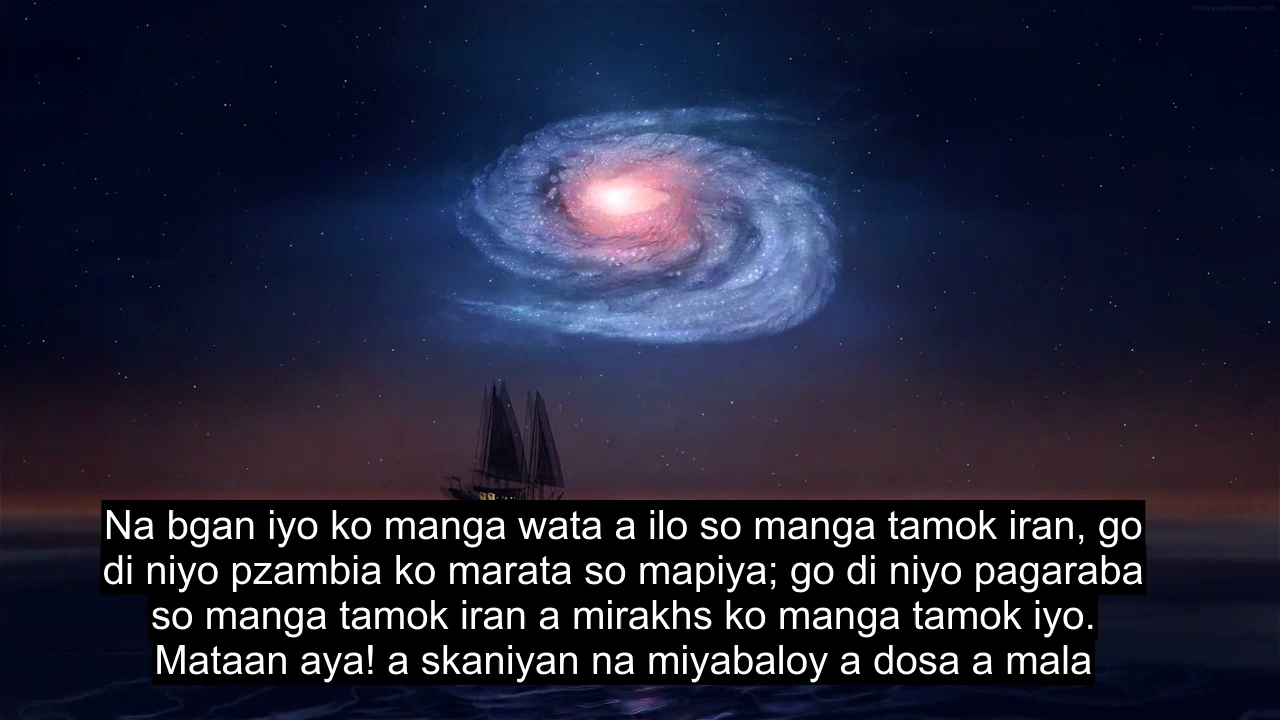 mylivewallpapers.com
Na bgan iyo ko manga wata a ilo so manga tamok iran, go
di niyo pzambia ko marata so mapiya; go di niyo pagaraba
so manga tamok iran a mirakhs ko manga tamok iyo.
Mataan aya! a skaniyan na miyabaloy a dosa a mala